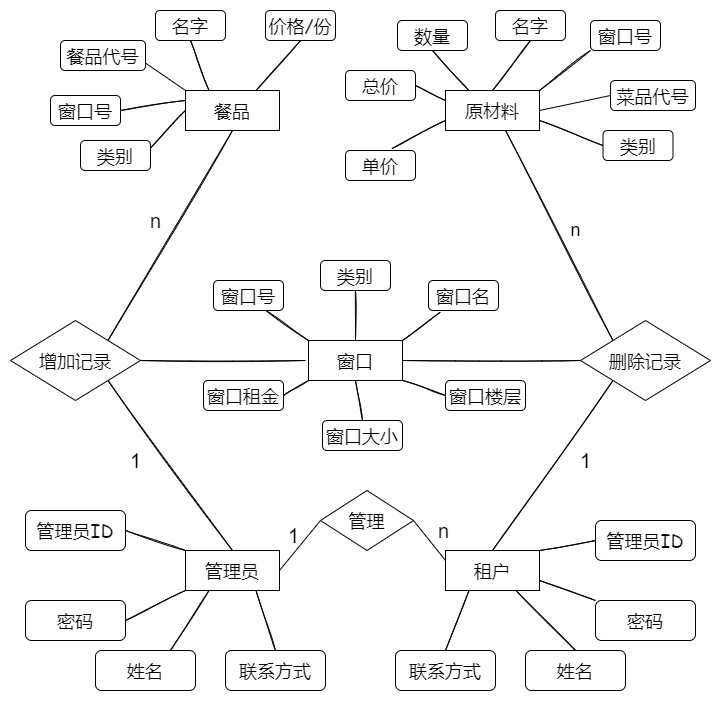 名字
价格/份
餐品代号
窗口号
类别
餐品
数量
名字
窗口号
总价
菜品代号
原材料
单价
类别
n
n
类别
窗口号
窗口名
增加记录
窗口
删除记录
窗口租金
窗口楼层
窗口大小
1
1
管理
1
n
管理员ID
管理员
密码
姓名
联系方式
租户
管理员ID
密码
联系方式
姓名